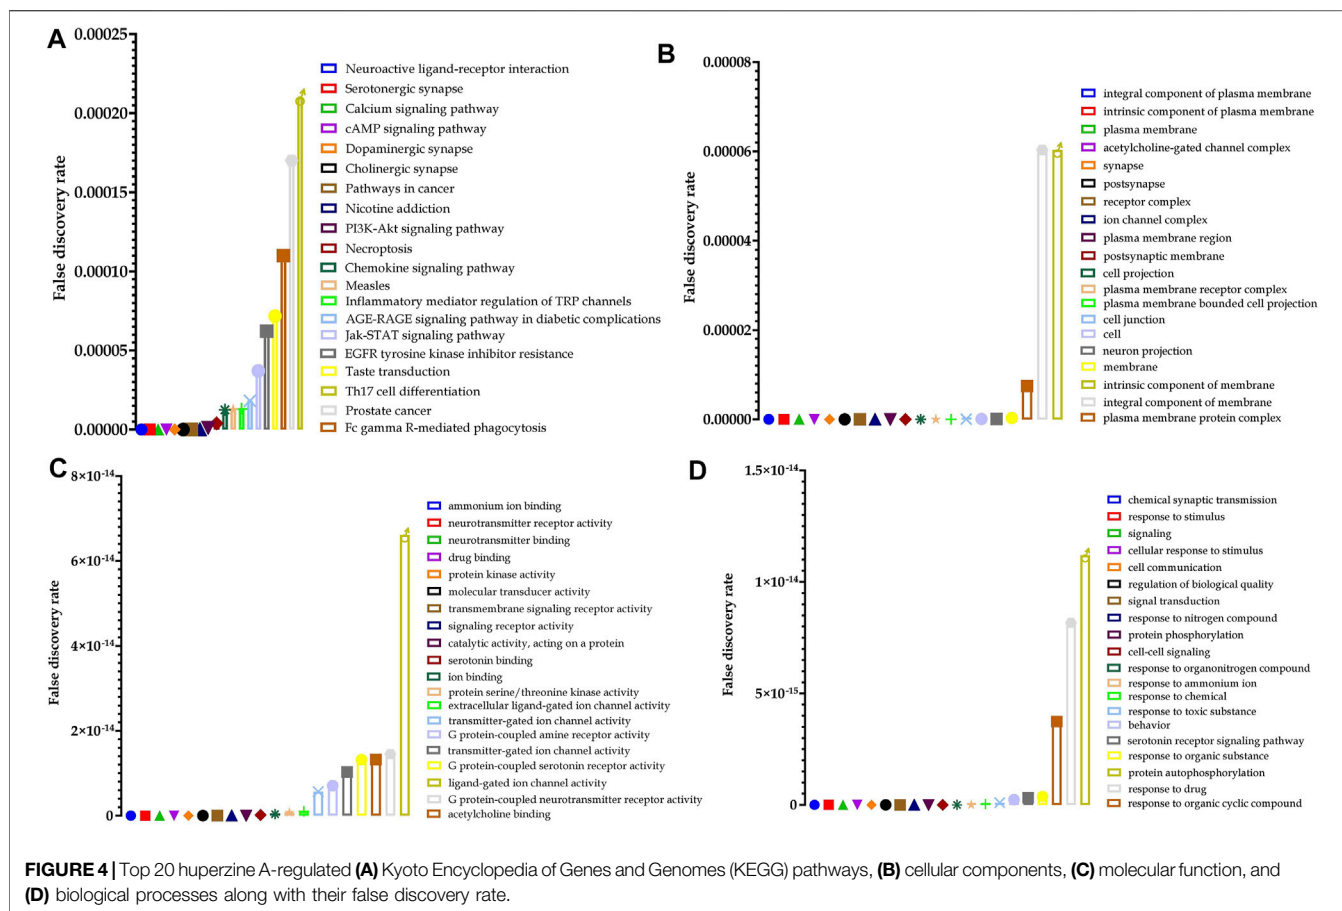 A
0.00025
0.00020
0.00015
0.00010
0.00005
0.00000
False discovery rate
Neuroactive ligand-receptor interaction
Serotonergic synapse
Calcium signaling pathway
cAMP signaling pathway
Dopaminergic synapse
Cholinergic synapse
Pathways in cancer
Nicotine addiction
PI3K-Akt signaling pathway
Necroptosis
Chemokine signaling pathway
Measles
Inflammatory mediator regulation of TRP channels
AGE-RAGE signaling pathway in diabetic complications
Jak-STAT signaling pathway
EGFR tyrosine kinase inhibitor resistance
Taste transduction
Th17 cell differentiation
Prostate cancer
Fc gamma R-mediated phagocytosis
B
0.00008
0.00006
0.00004
0.00002
0.00000
False discovery rate
integral component of plasma membrane
intrinsic component of plasma membrane
plasma membrane
acetylcholine-gated channel complex
synapse
postsynapse
receptor complex
ion channel complex
plasma membrane region
postsynaptic membrane
cell projection
plasma membrane receptor complex
plasma membrane bounded cell projection
cell junction
cell
neuron projection
membrane
intrinsic component of membrane
integral component of membrane
plasma membrane protein complex
C
8×10⁻¹⁴
6×10⁻¹⁴
4×10⁻¹⁴
2×10⁻¹⁴
0
False discovery rate
ammonium ion binding
neurotransmitter receptor activity
neurotransmitter binding
drug binding
protein kinase activity
molecular transducer activity
transmembrane signaling receptor activity
signaling receptor activity
catalytic activity, acting on a protein
serotonin binding
ion binding
protein serine/threonine kinase activity
extracellular ligand-gated ion channel activity
transmitter-gated ion channel activity
G protein-coupled amine receptor activity
transmitter-gated ion channel activity
G protein-coupled serotonin receptor activity
ligand-gated ion channel activity
G protein-coupled neurotransmitter receptor activity
acetylcholine binding
D
1.5×10⁻¹⁴
1×10⁻¹⁴
5×10⁻¹⁵
0
False discovery rate
chemical synaptic transmission
response to stimulus
signaling
cellular response to stimulus
cell communication
regulation of biological quality
signal transduction
response to nitrogen compound
protein phosphorylation
cell-cell signaling
response to organonitrogen compound
response to ammonium ion
response to chemical
response to toxic substance
behavior
serotonin receptor signaling pathway
response to organic substance
protein autophosphorylation
response to drug
response to organic cyclic compound
FIGURE 4 | Top 20 huperzine A-regulated (A) Kyoto Encyclopedia of Genes and Genomes (KEGG) pathways, (B) cellular components, (C) molecular function, and
(D) biological processes along with their false discovery rate.